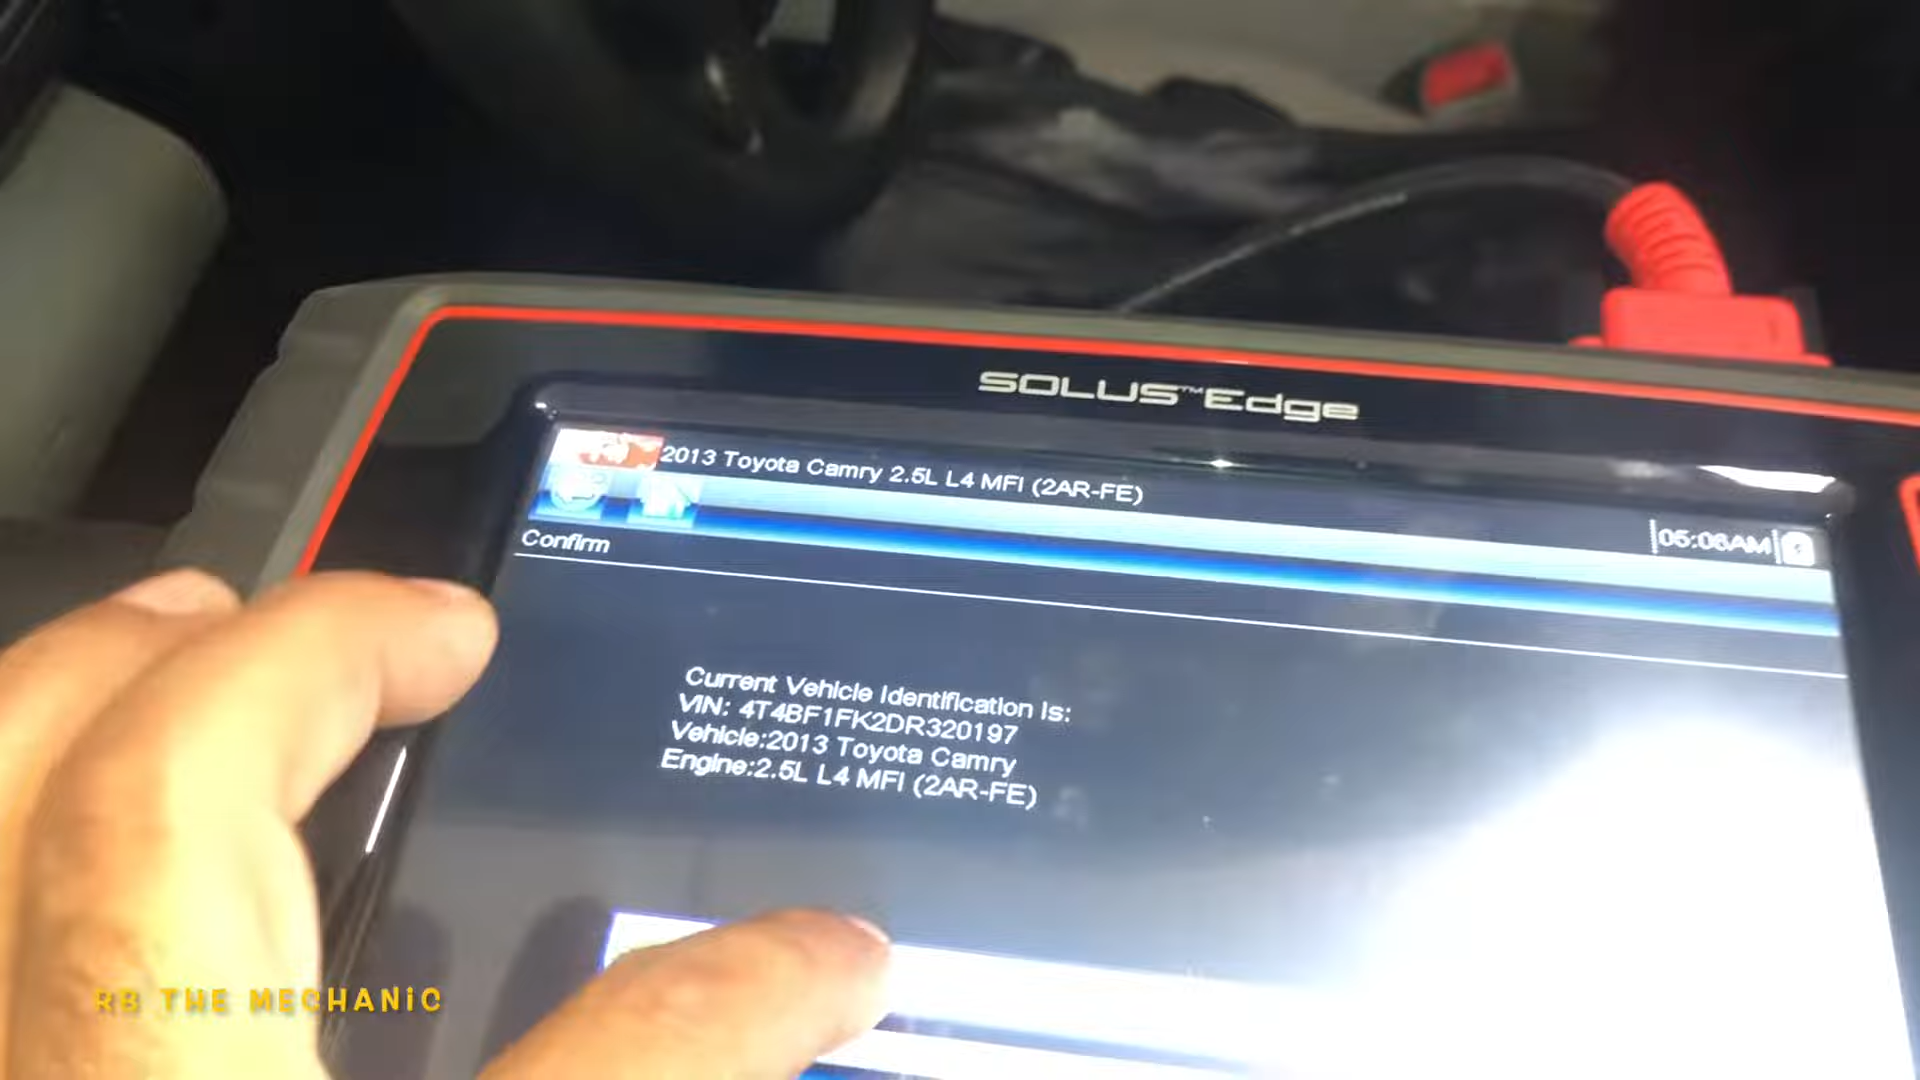 SOLUS™ Edge
2013 Toyota Camry 2.5L L4 MFI (2AR-FE)
05:06AM
Confirm
Current Vehicle Identification is:
VIN: 4T4BF1FK2DR320197
Vehicle:2013 Toyota Camry
Engine:2.5L L4 MFI (2AR-FE)
RB THE MECHANIC